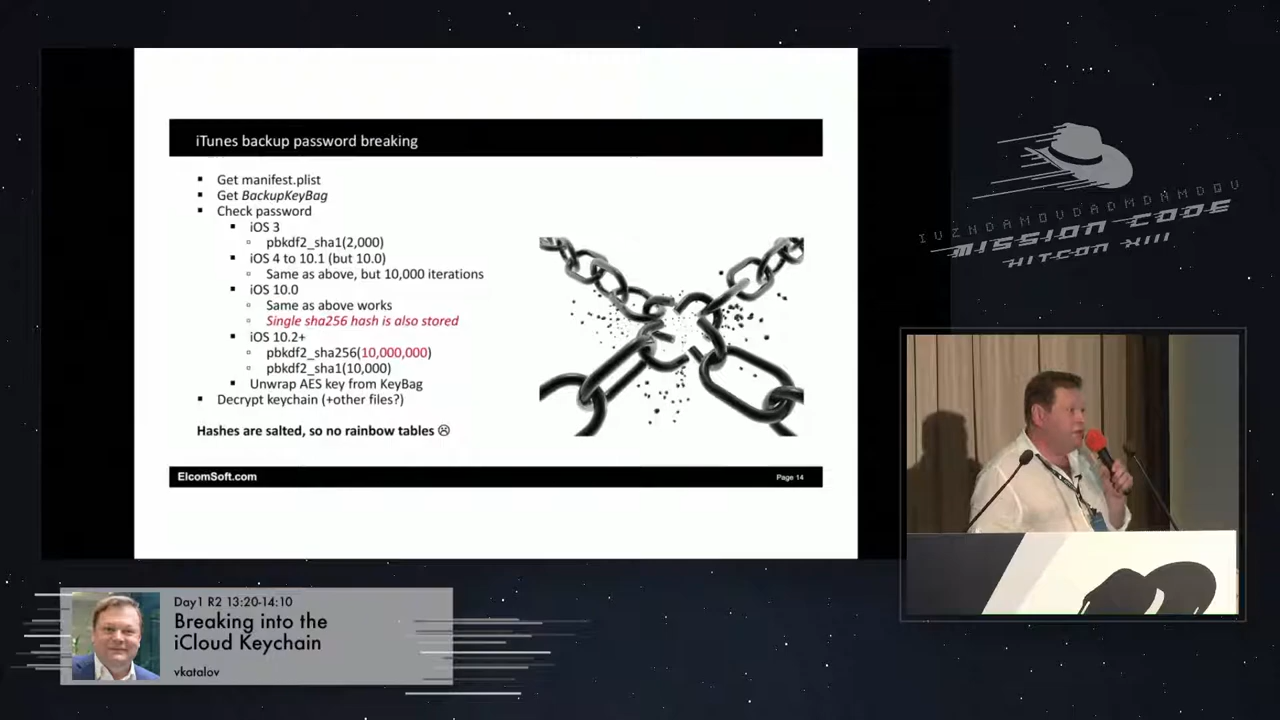 iTunes backup password breaking
▪ Get manifest.plist
▪ Get BackupKeyBag
▪ Check password
▪ iOS 3
▫ pbkdf2_sha1(2,000)
▪ iOS 4 to 10.1 (but 10.0)
▫ Same as above, but 10,000 iterations
▪ iOS 10.0
▫ Same as above works
▫ Single sha256 hash is also stored
▪ iOS 10.2+
▫ pbkdf2_sha256(10,000,000)
▫ pbkdf2_sha1(10,000)
▪ Unwrap AES key from KeyBag
▪ Decrypt keychain (+other files?)
Hashes are salted, so no rainbow tables ☹
ElcomSoft.com
Page 14
IVZNDAMOVDADMDNMDQV
MISSION CODE
HITCON XIII
Day1 R2 13:20-14:10
Breaking into the
iCloud Keychain
vkatalov